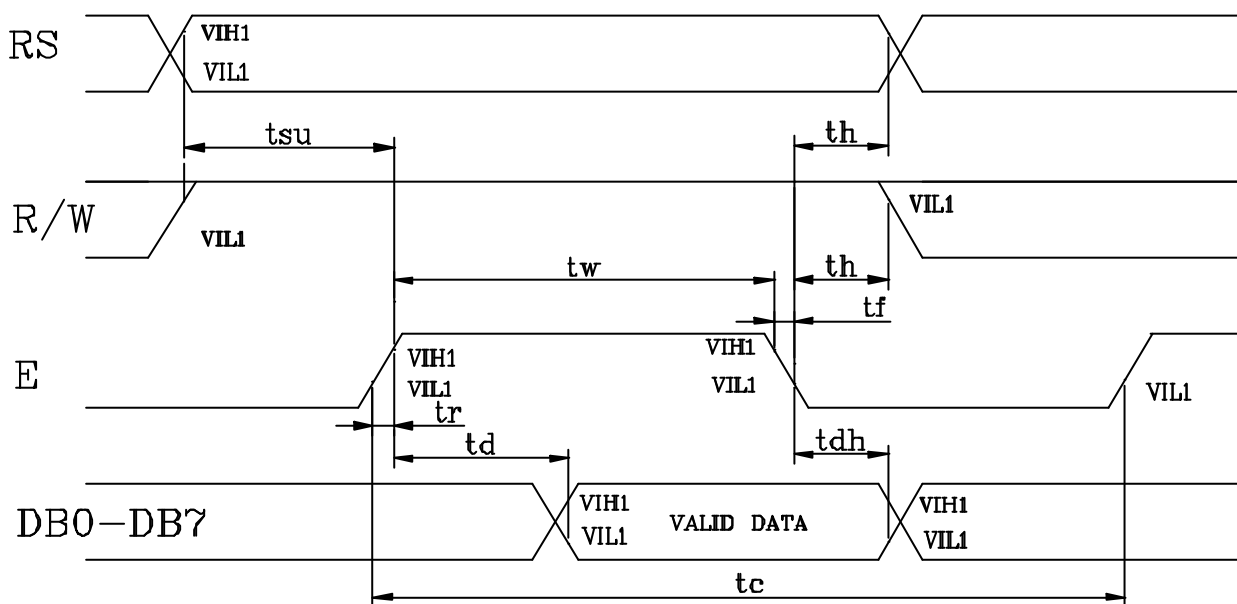 RS
VIH1
VIL1
tsu
th
R/W
VIL1
VIL1
tw
th
tf
E
VIH1
VIL1
VIH1
VIL1
VIL1
tr
td
tdh
DB0-DB7
VIH1
VIL1
VALID DATA
VIH1
VIL1
tc